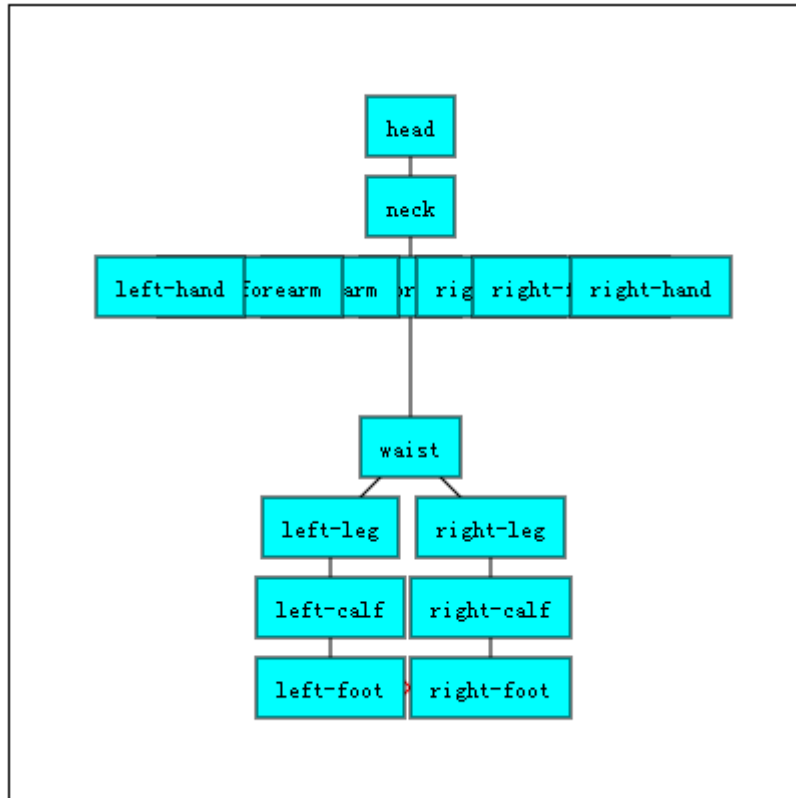 head
neck
left-hand
forearm
arm
or
rig
right-f
right-hand
waist
left-leg
right-leg
left-calf
right-calf
left-foot
right-foot